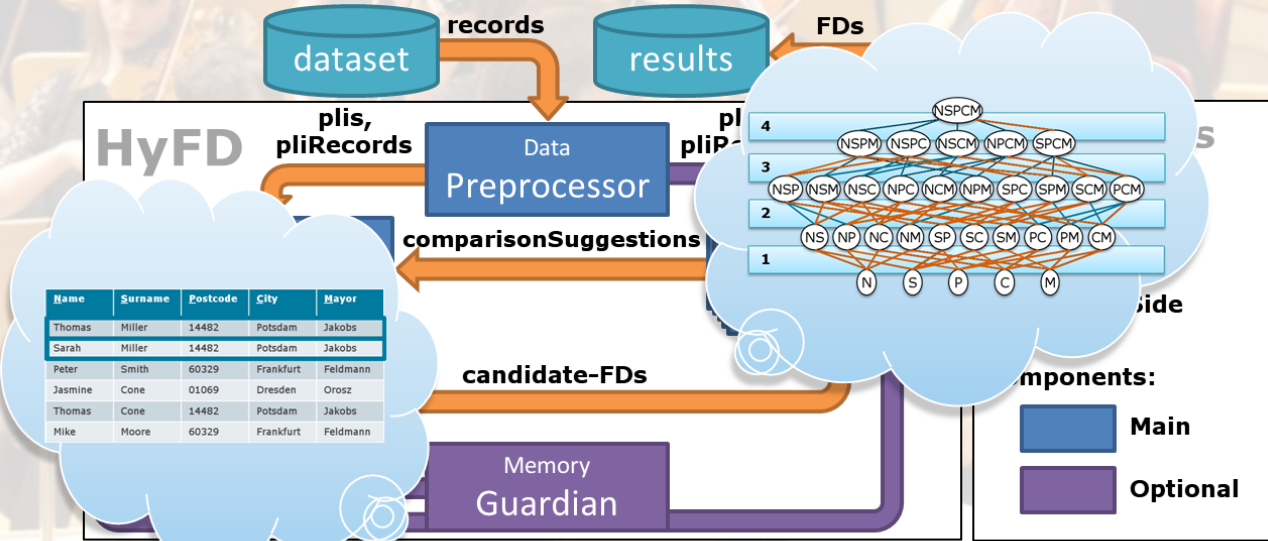 records
FDs
dataset
results
HyFD
plis,
pliRecords
Data
Preprocessor
comparisonSuggestions
candidate-FDs
Memory
Guardian
Name Surname Postcode City Mayor
Thomas Miller 14482 Potsdam Jakobs
Sarah Miller 14482 Potsdam Jakobs
Peter Smith 60329 Frankfurt Feldmann
Jasmine Cone 01069 Dresden Orosz
Thomas Cone 14482 Potsdam Jakobs
Mike Moore 60329 Frankfurt Feldmann
NSPCM
4
NSPM NSPC NSCM NPCM SPCM
3
NSP NSM NSC NPC NCM NPM SPC SPM SCM PCM
2
NS NP NC NM SP SC SM PC PM CM
1
N S P C M
Main
Optional